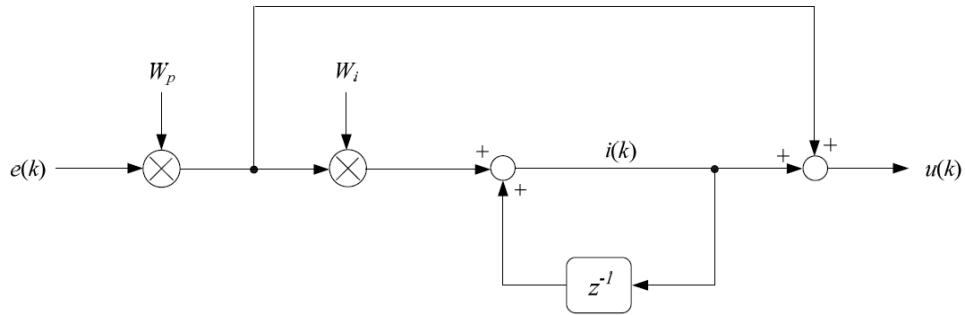 W_p
W_i
e(k)
+
+
i(k)
+
+
u(k)
z^{-1}